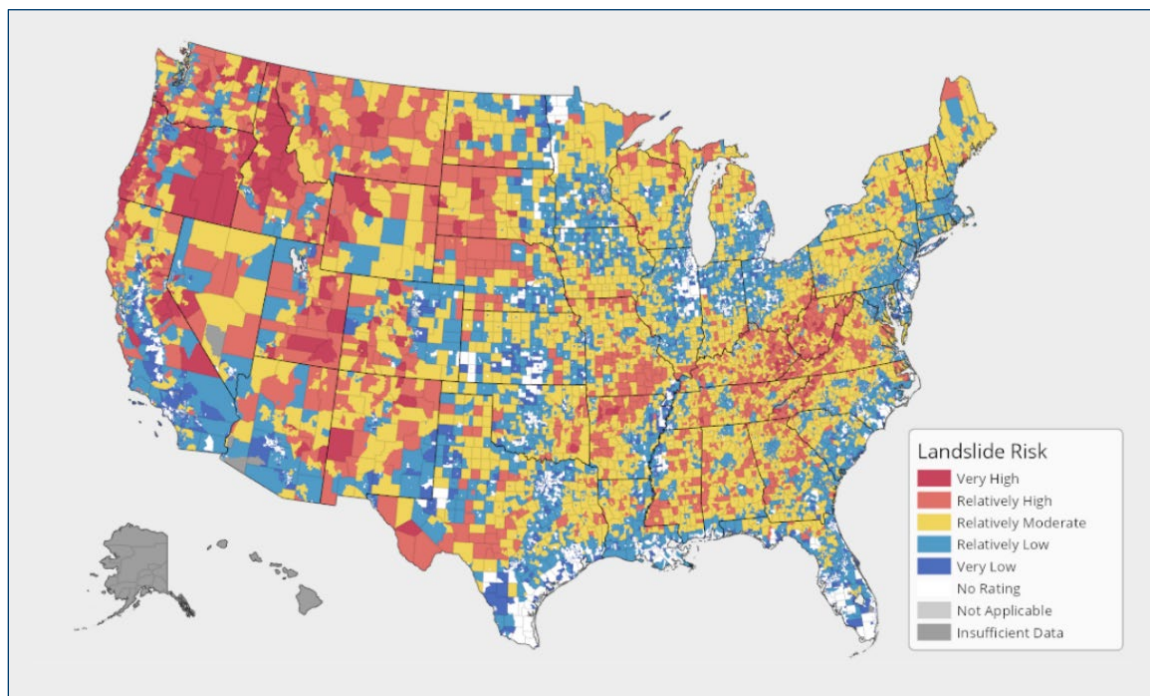 Landslide Risk
Very High
Relatively High
Relatively Moderate
Relatively Low
Very Low
No Rating
Not Applicable
Insufficient Data